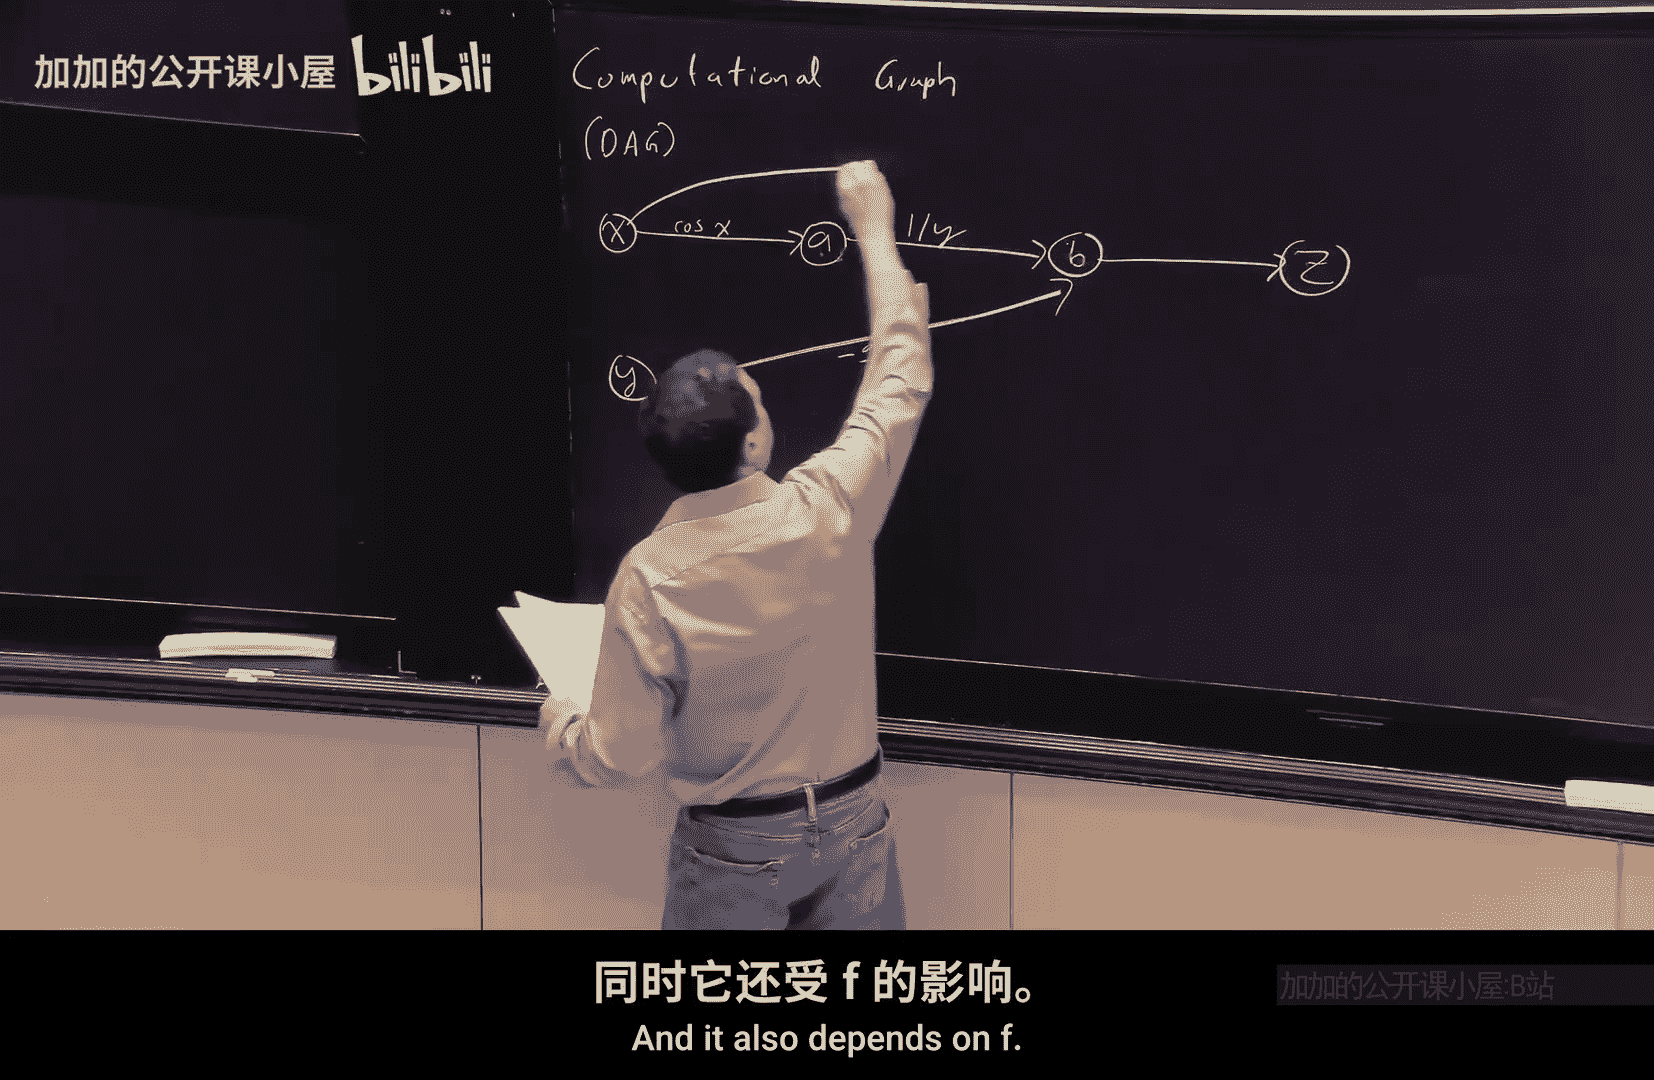 加加的公开课小屋 bilibili
Computational Graph
(DAG)
x cos x a 1/y b z
y
同时它还受 f 的影响。
加加的公开课小屋:B站
And it also depends on f.